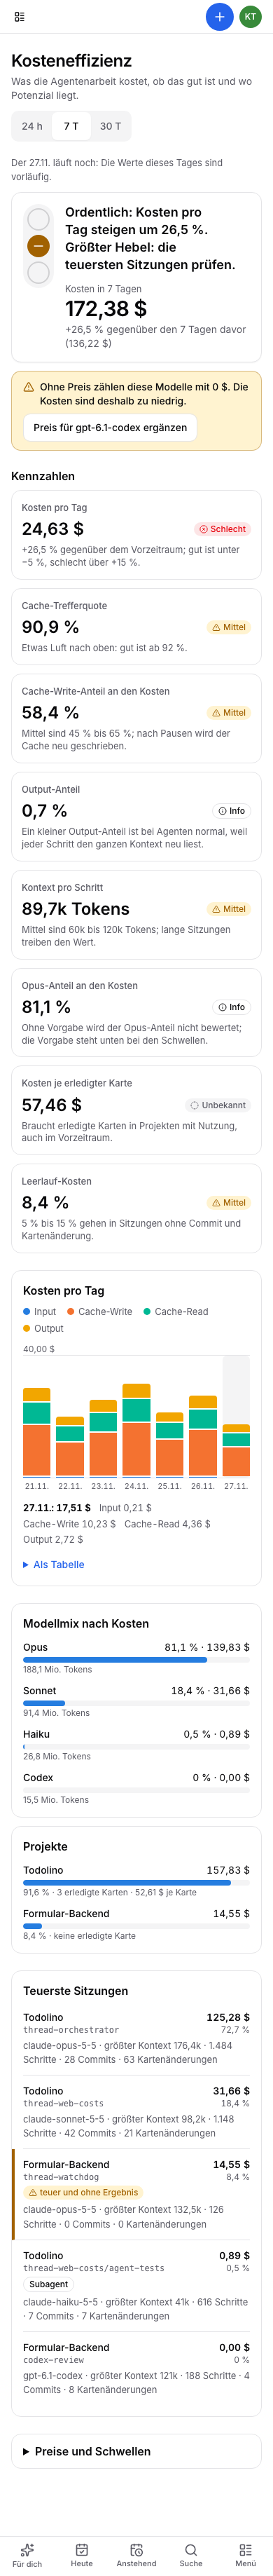 KT
Kosteneffizienz
Was die Agentenarbeit kostet, ob das gut ist und wo
Potenzial liegt.
24 h
7 T
30 T
Der 27.11. läuft noch: Die Werte dieses Tages sind
vorläufig.
Ordentlich: Kosten pro
Tag steigen um 26,5 %.
Größter Hebel: die
teuersten Sitzungen prüfen.
Kosten in 7 Tagen
172,38 $
+26,5 % gegenüber den 7 Tagen davor
(136,22 $)
Ohne Preis zählen diese Modelle mit 0 $. Die
Kosten sind deshalb zu niedrig.
Preis für gpt-6.1-codex ergänzen
Kennzahlen
Kosten pro Tag
24,63 $
Schlecht
+26,5 % gegenüber dem Vorzeitraum; gut ist unter
−5 %, schlecht über +15 %.
Cache-Trefferquote
90,9 %
Mittel
Etwas Luft nach oben: gut ist ab 92 %.
Cache-Write-Anteil an den Kosten
58,4 %
Mittel
Mittel sind 45 % bis 65 %; nach Pausen wird der
Cache neu geschrieben.
Output-Anteil
0,7 %
Info
Ein kleiner Output-Anteil ist bei Agenten normal, weil
jeder Schritt den ganzen Kontext neu liest.
Kontext pro Schritt
89,7k Tokens
Mittel
Mittel sind 60k bis 120k Tokens; lange Sitzungen
treiben den Wert.
Opus-Anteil an den Kosten
81,1 %
Info
Ohne Vorgabe wird der Opus-Anteil nicht bewertet;
die Vorgabe steht unten bei den Schwellen.
Kosten je erledigter Karte
57,46 $
Unbekannt
Braucht erledigte Karten in Projekten mit Nutzung,
auch im Vorzeitraum.
Leerlauf-Kosten
8,4 %
Mittel
5 % bis 15 % gehen in Sitzungen ohne Commit und
Kartenänderung.
Kosten pro Tag
Input
Cache-Write
Cache-Read
Output
40,00 $
21.11.
22.11.
23.11.
24.11.
25.11.
26.11.
27.11.
27.11.: 17,51 $ Input 0,21 $
Cache-Write 10,23 $ Cache-Read 4,36 $
Output 2,72 $
Als Tabelle
Modellmix nach Kosten
Opus
81,1 % · 139,83 $
188,1 Mio. Tokens
Sonnet
18,4 % · 31,66 $
91,4 Mio. Tokens
Haiku
0,5 % · 0,89 $
26,8 Mio. Tokens
Codex
0 % · 0,00 $
15,5 Mio. Tokens
Projekte
Todolino
157,83 $
91,6 % · 3 erledigte Karten · 52,61 $ je Karte
Formular-Backend
14,55 $
8,4 % · keine erledigte Karte
Teuerste Sitzungen
Todolino
125,28 $
thread-orchestrator
72,7 %
claude-opus-5-5 · größter Kontext 176,4k · 1.484
Schritte · 28 Commits · 63 Kartenänderungen
Todolino
31,66 $
thread-web-costs
18,4 %
claude-sonnet-5-5 · größter Kontext 98,2k · 1.148
Schritte · 42 Commits · 21 Kartenänderungen
Formular-Backend
14,55 $
thread-watchdog
8,4 %
teuer und ohne Ergebnis
claude-opus-5-5 · größter Kontext 132,5k · 126
Schritte · 0 Commits · 0 Kartenänderungen
Todolino
0,89 $
thread-web-costs/agent-tests
0,5 %
Subagent
claude-haiku-5-5 · größter Kontext 41k · 616 Schritte
· 7 Commits · 7 Kartenänderungen
Formular-Backend
0,00 $
codex-review
0 %
gpt-6.1-codex · größter Kontext 121k · 188 Schritte · 4
Commits · 8 Kartenänderungen
Preise und Schwellen
Für dich
Heute
Anstehend
Suche
Menü